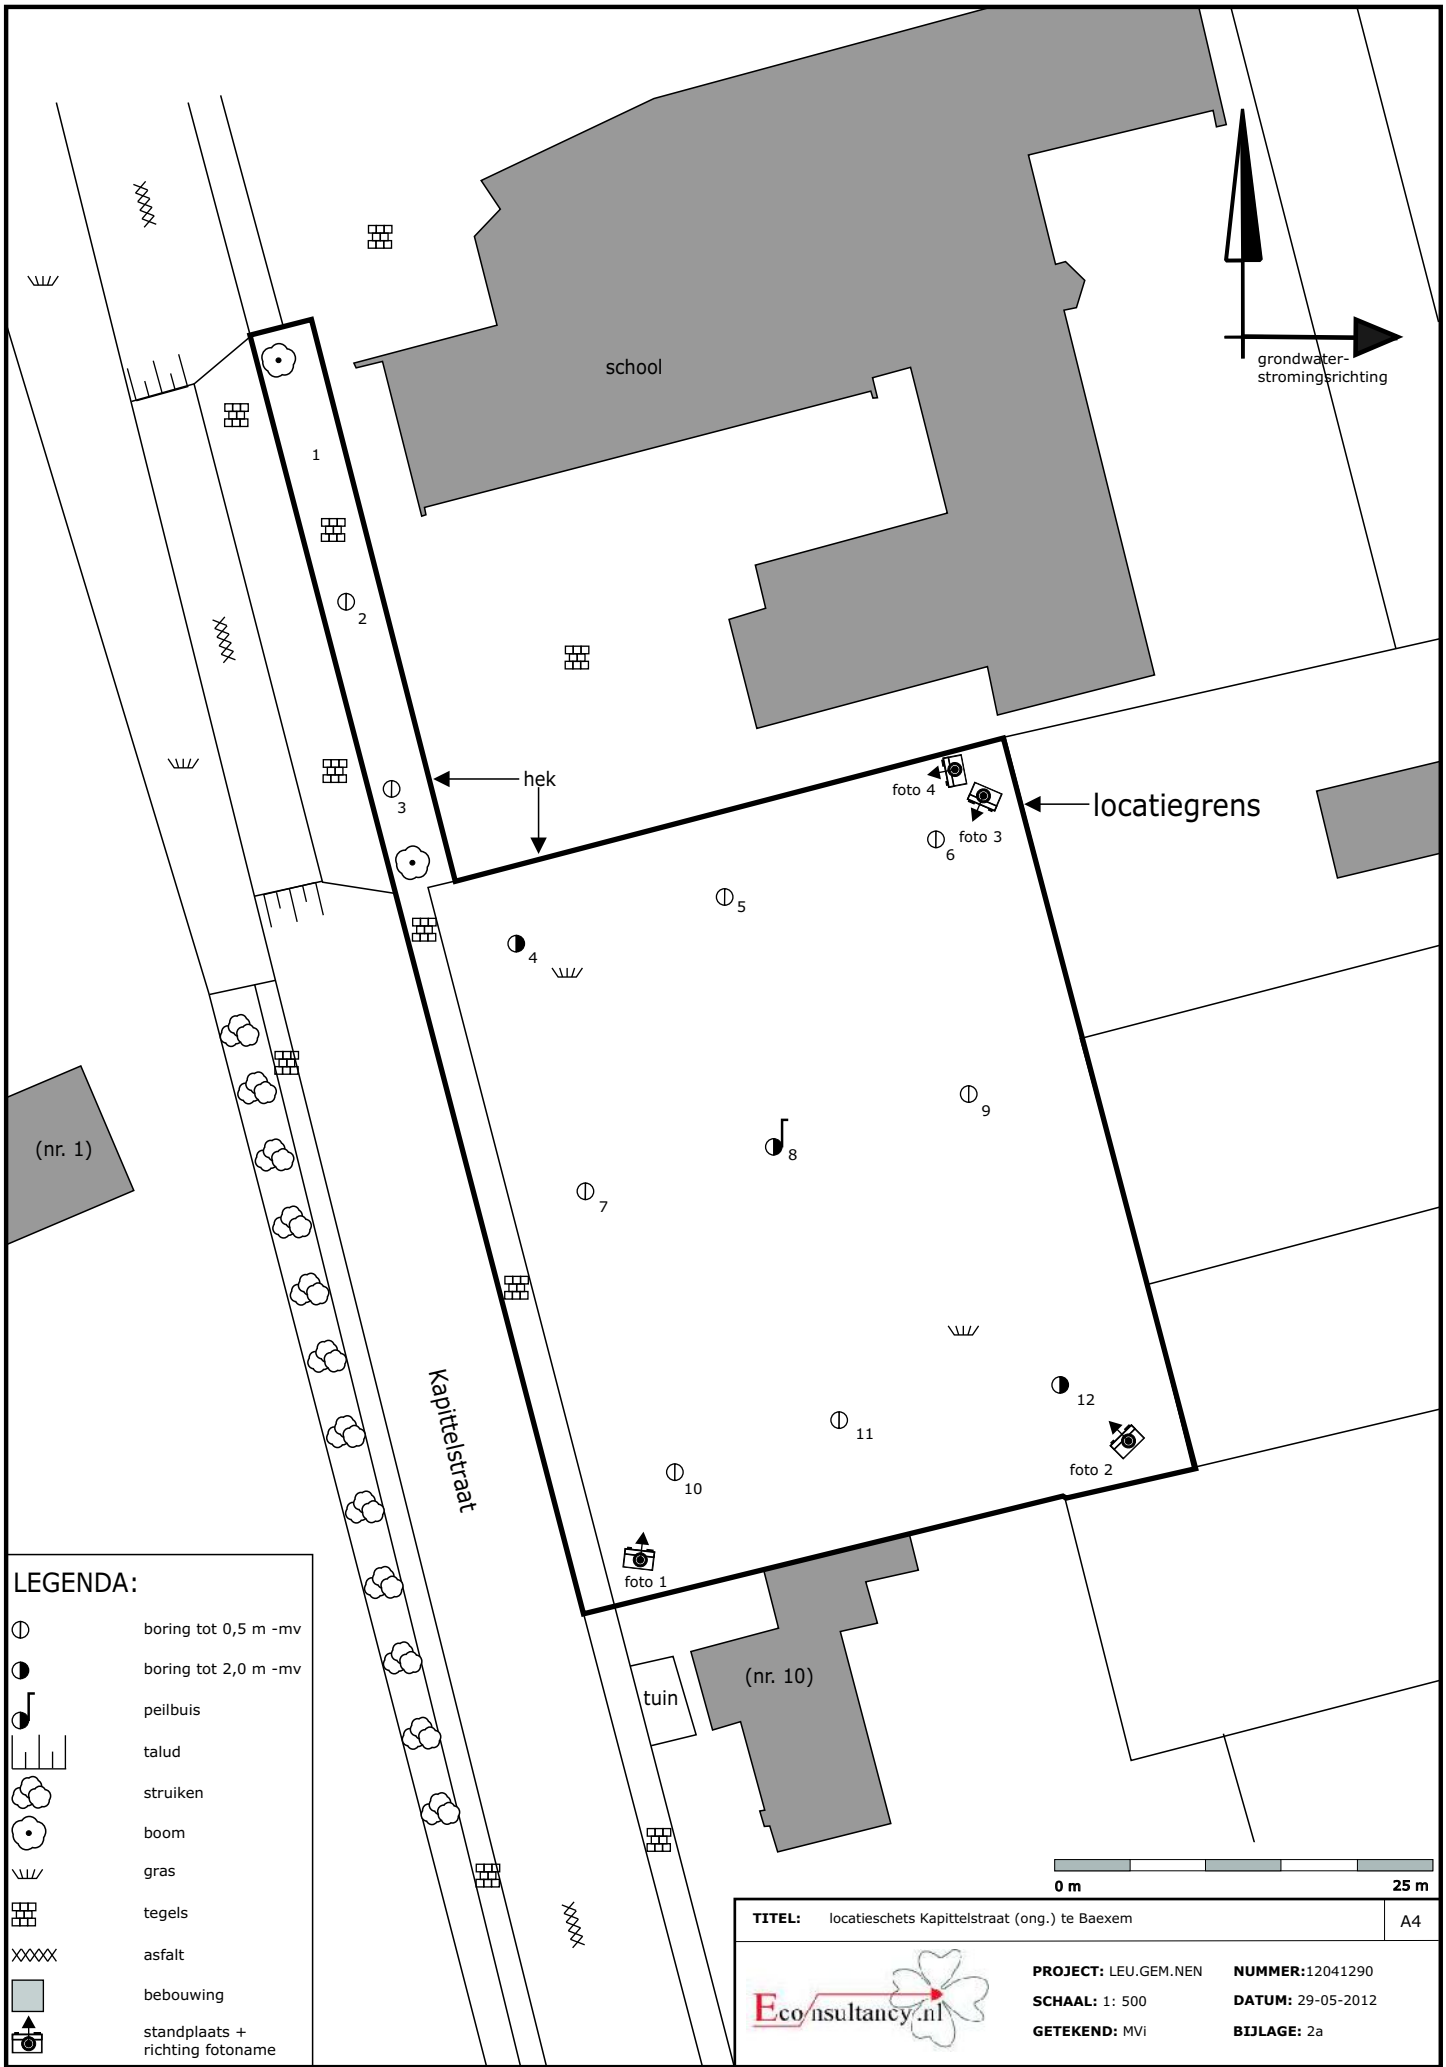 school
grondwater-
stromingsrichting
1
2
3
hek
foto 4
foto 3
locatiegrens
6
5
4
9
8
7
(nr. 1)
Kapittelstraat
12
11
10
foto 2
foto 1
(nr. 10)
tuin
LEGENDA:
boring tot 0,5 m -mv
boring tot 2,0 m -mv
peilbuis
talud
struiken
boom
gras
tegels
asfalt
bebouwing
standplaats +
richting fotoname
0 m 25 m
TITEL: locatieschets Kapittelstraat (ong.) te Baexem A4
Econsultancy.nl
PROJECT: LEU.GEM.NEN NUMMER:12041290
SCHAAL: 1: 500 DATUM: 29-05-2012
GETEKEND: MVi BIJLAGE: 2a